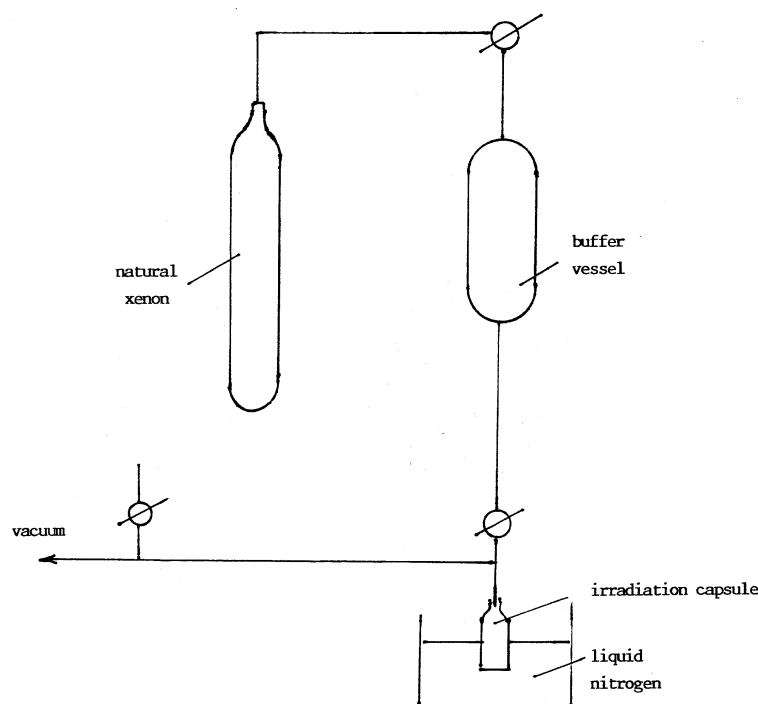 natural
xenon
buffer
vessel
vacuum
irradiation capsule
liquid
nitrogen